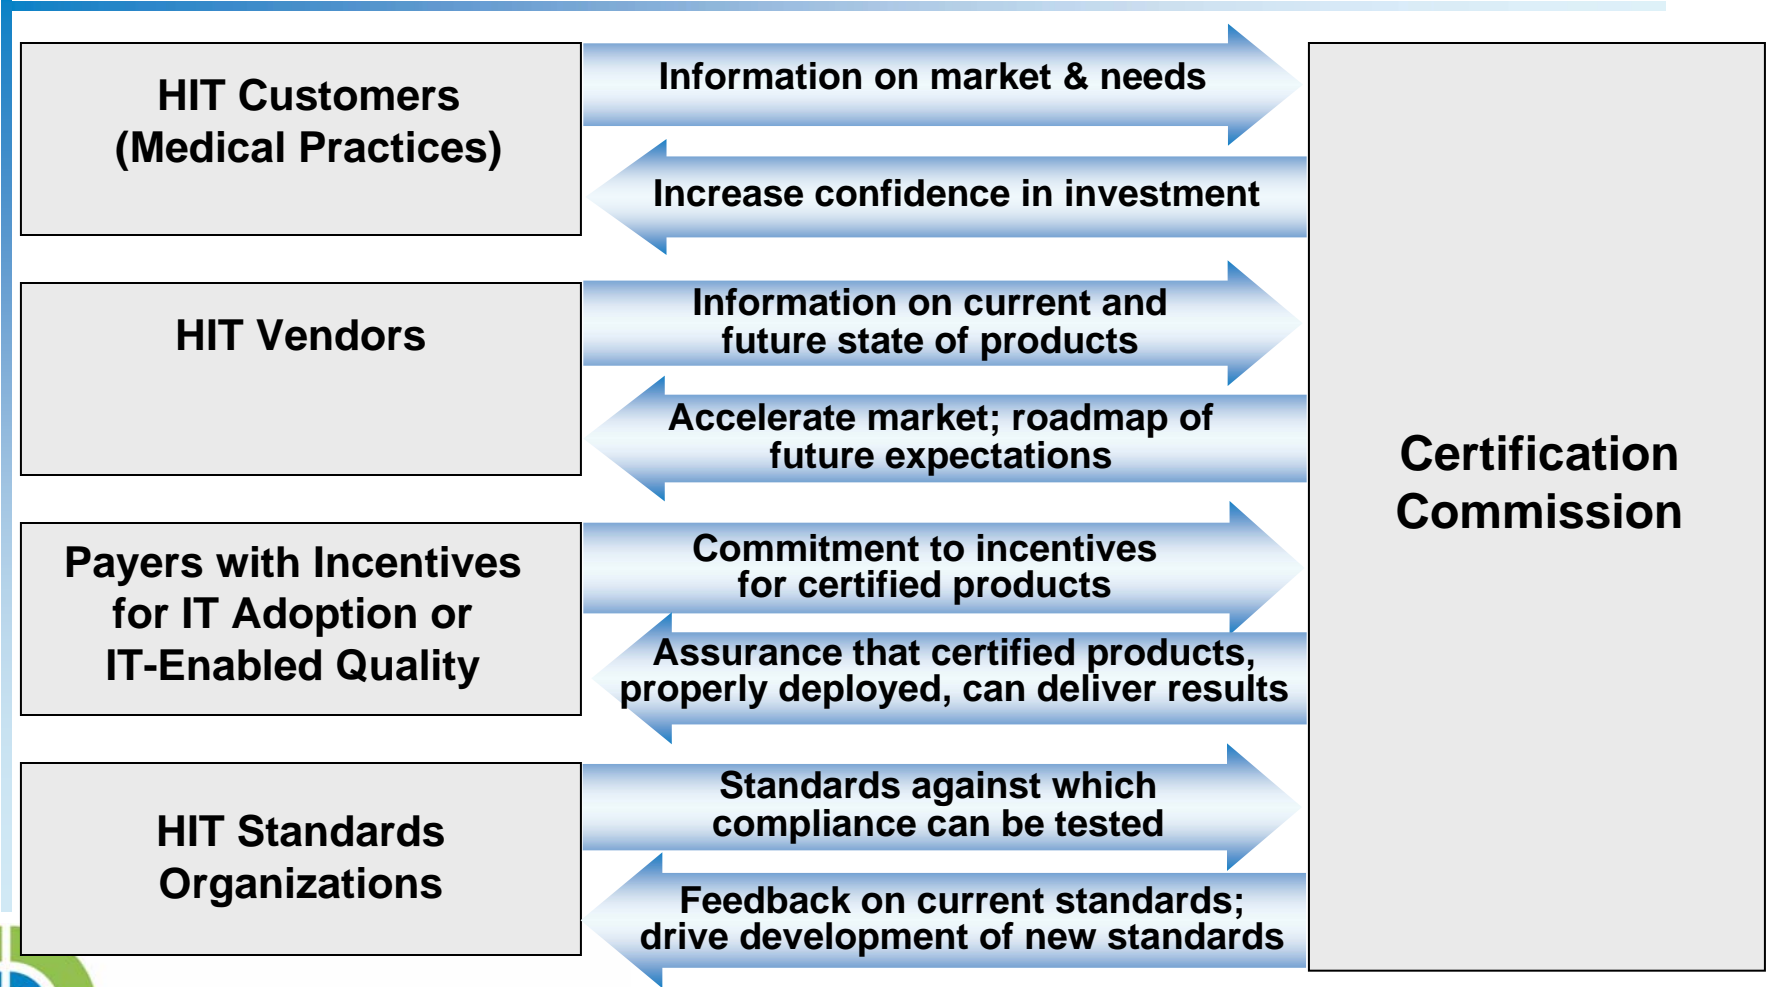 HIT Customers
(Medical Practices)
Information on market & needs
Increase confidence in investment
HIT Vendors
Information on current and
future state of products
Accelerate market; roadmap of
future expectations
Payers with Incentives
for IT Adoption or
IT-Enabled Quality
Commitment to incentives
for certified products
Assurance that certified products,
properly deployed, can deliver results
HIT Standards
Organizations
Standards against which
compliance can be tested
Feedback on current standards;
drive development of new standards
Certification
Commission